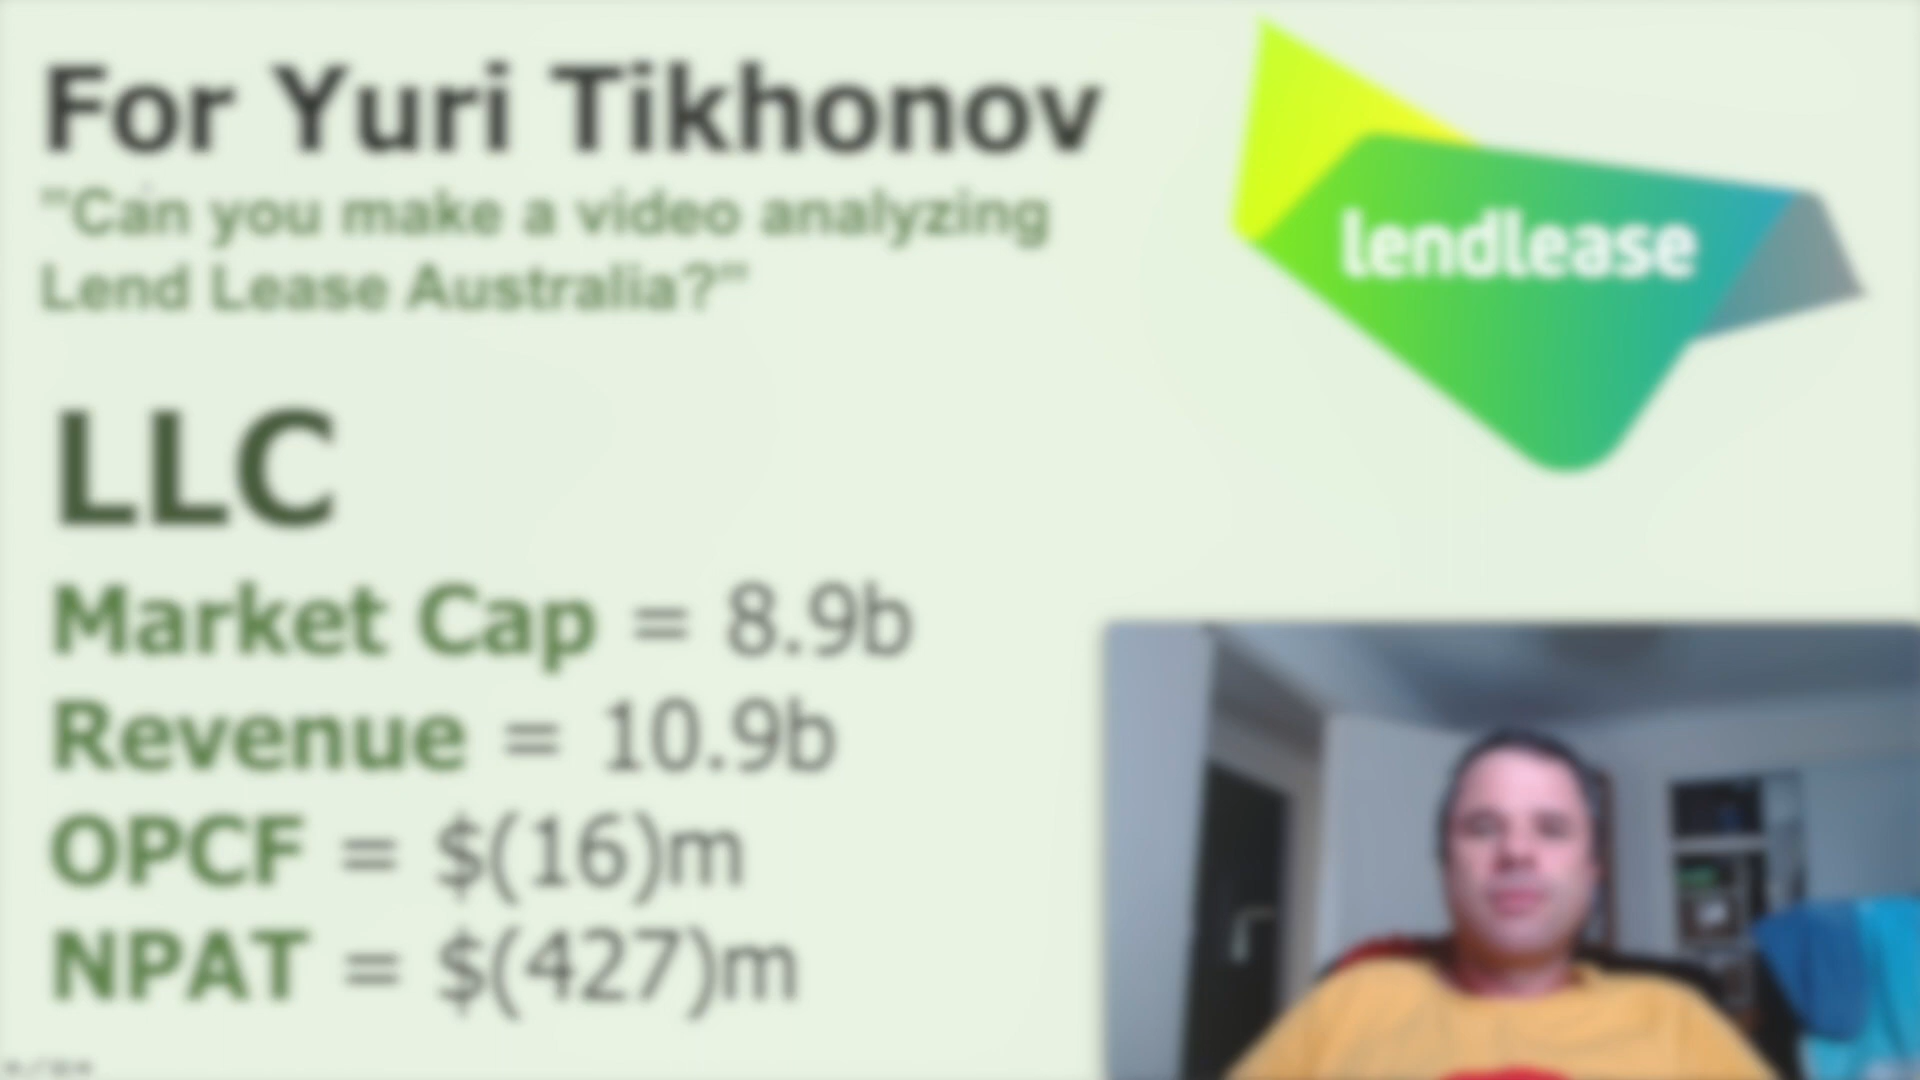 For Yuri Tikhonov
"Can you make a video analyzing
Lend Lease Australia?"
lendlease
LLC
Market Cap = 8.9b
Revenue = 10.9b
OPCF = $(16)m
NPAT = $(427)m